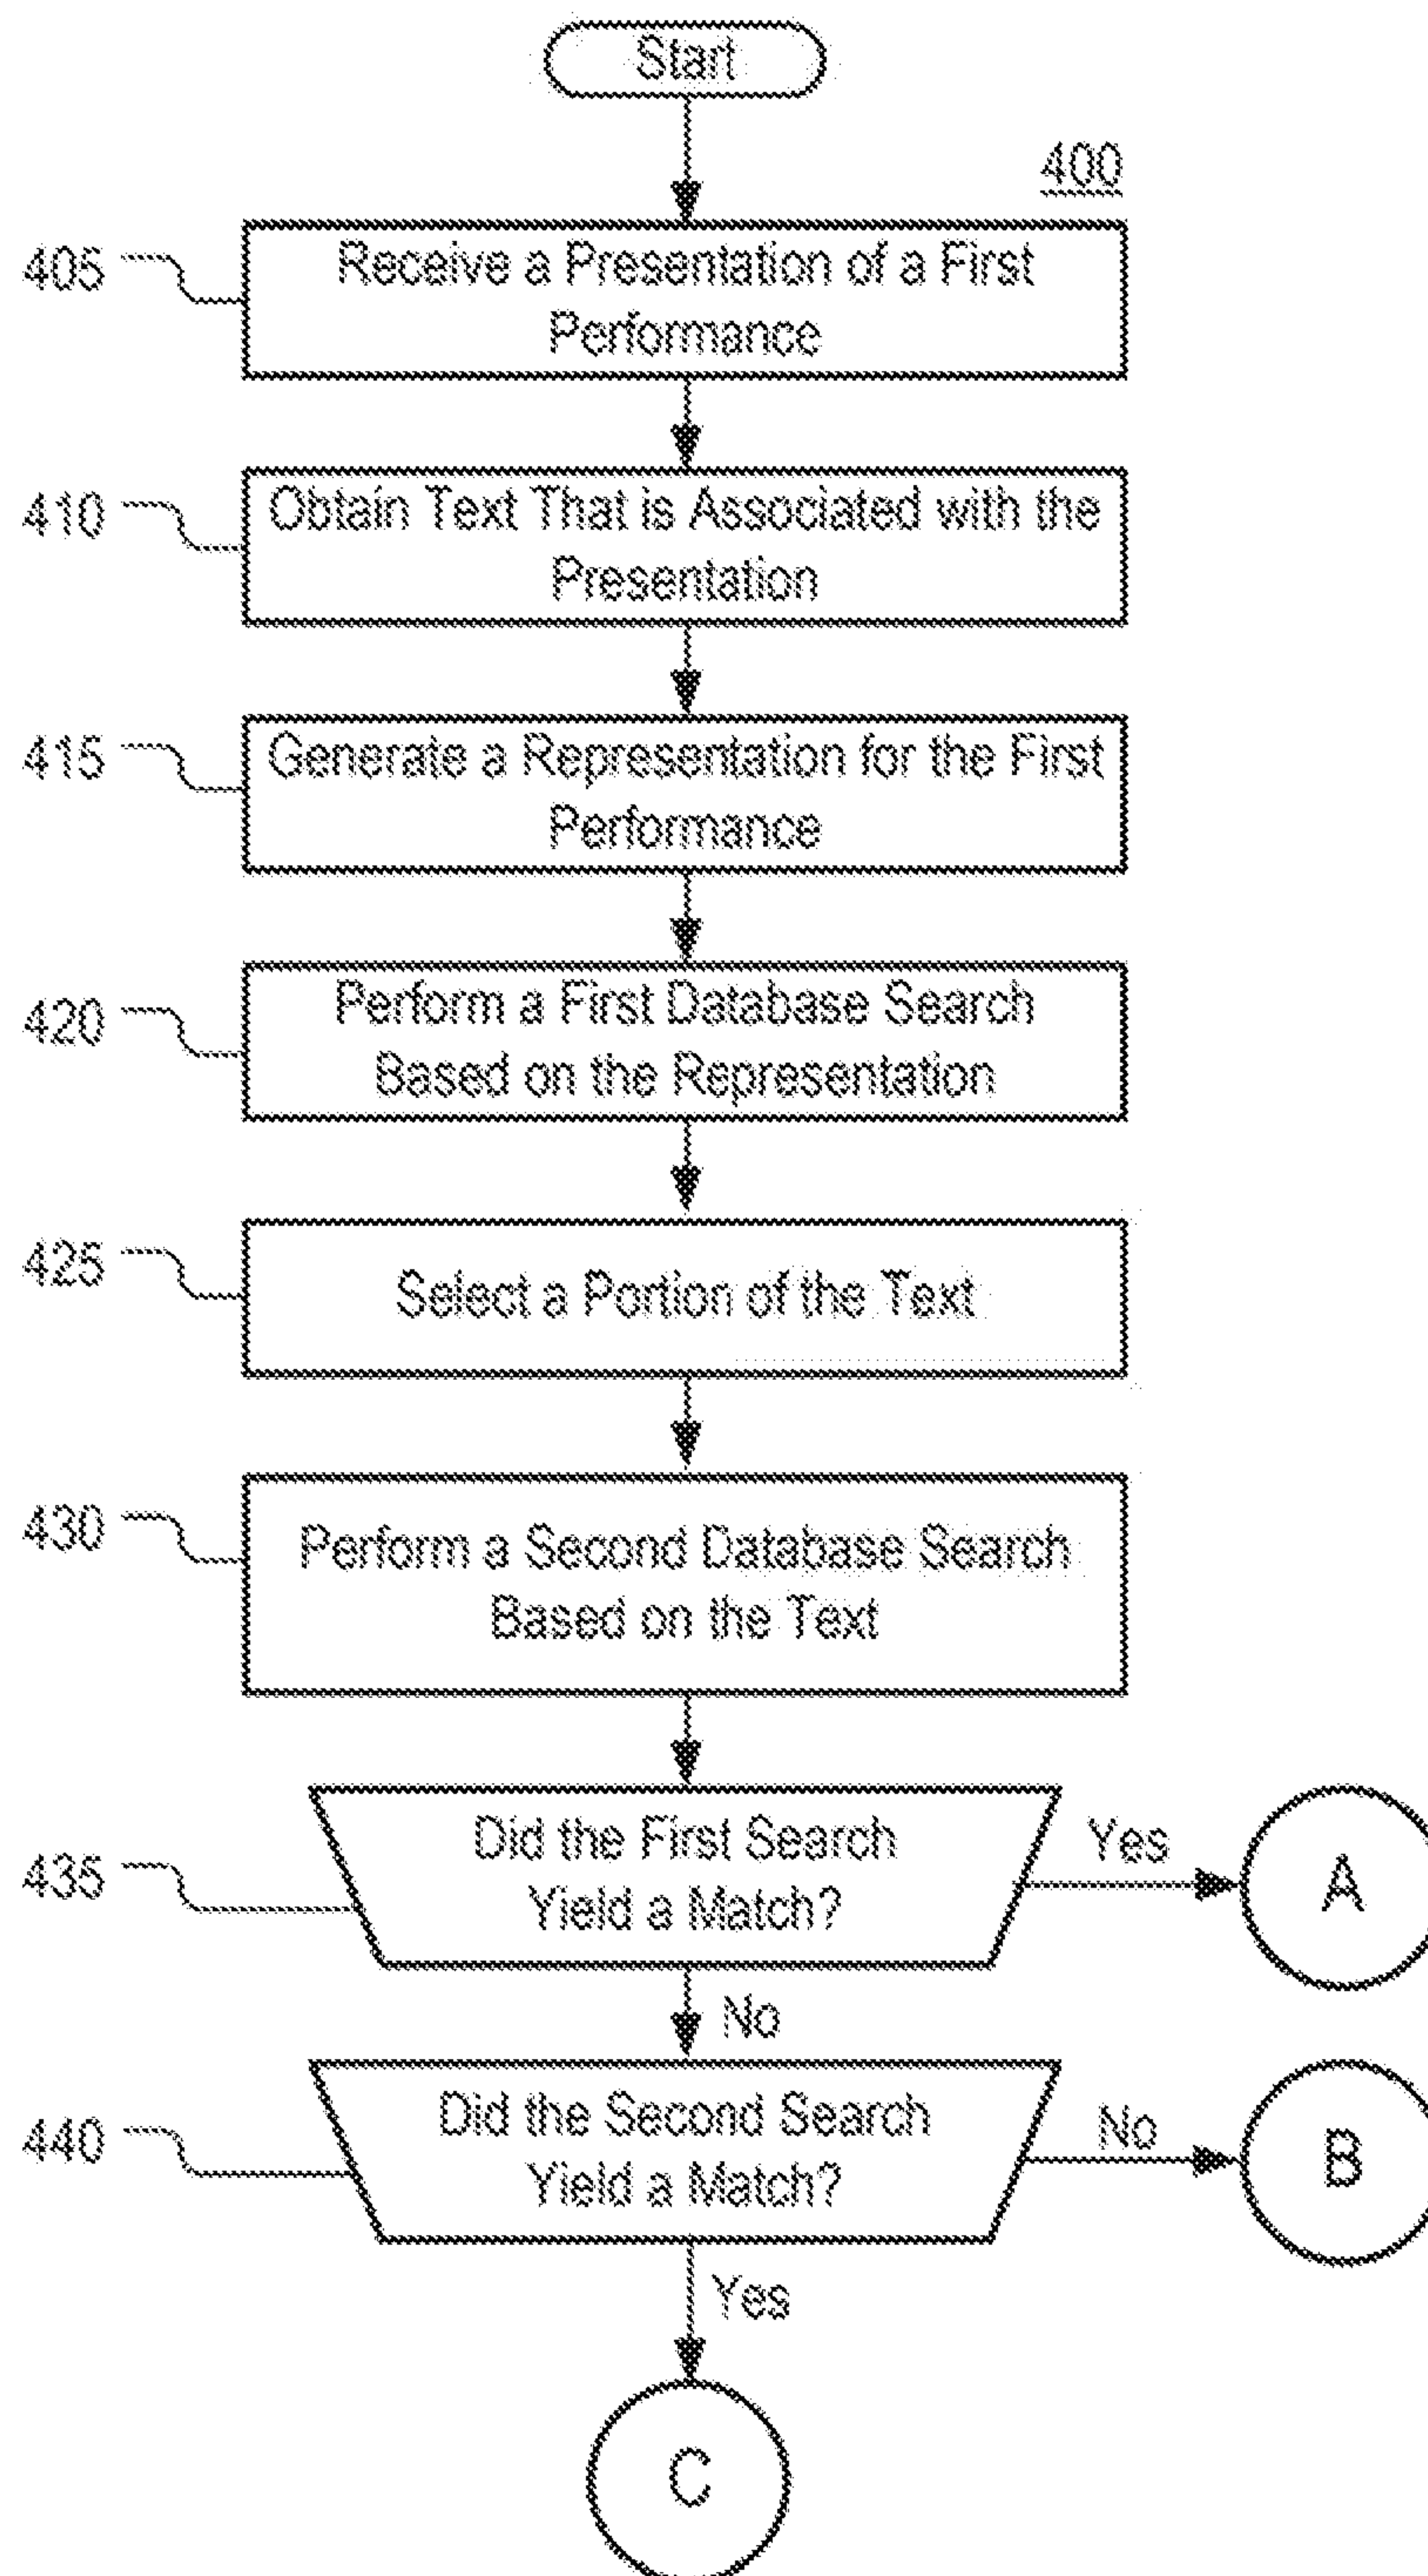 Start
400
405
Receive a Presentation of a First
Performance
410
Obtain Text That is Associated with the
Presentation
415
Generate a Representation for the First
Performance
420
Perform a First Database Search
Based on the Representation
425
Select a Portion of the Text
430
Perform a Second Database Search
Based on the Text
435
Did the First Search
Yield a Match?
Yes
A
No
440
Did the Second Search
Yield a Match?
No
B
Yes
C